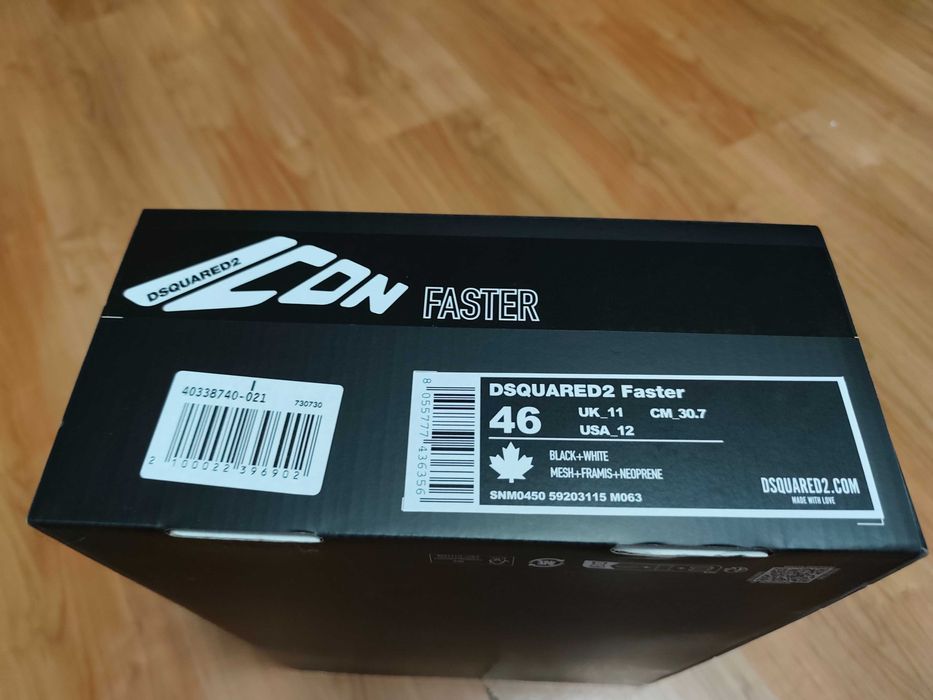 DSQUARED2
ICON FASTER
40338740-021
730730
2 100022 396902
8 055777 436356
DSQUARED2 Faster
46 UK_11 CM_30.7
USA_12
BLACK+WHITE
MESH+FRAMIS+NEOPRENE
SNM0450 59203115 M063
DSQUARED2.COM
MADE WITH LOVE